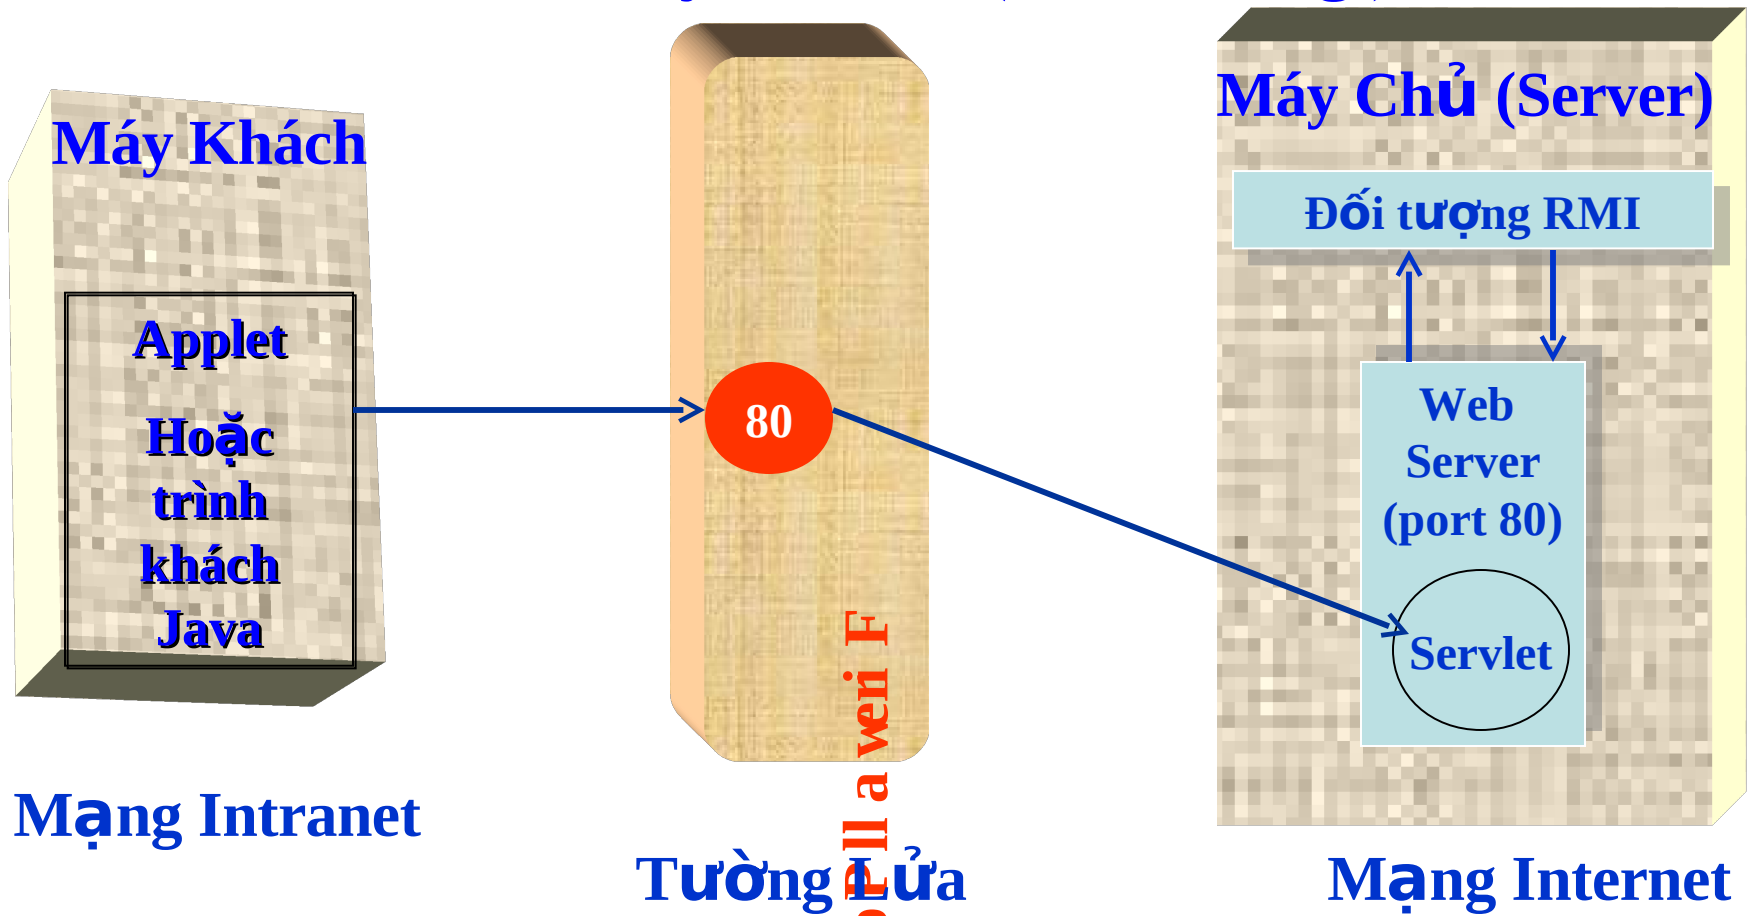 Máy Khách
Applet
Hoặc
trình
khách
Java
Mạng Intranet
80
Tường Lửa
Máy Chủ (Server)
Đối tượng RMI
Web
Server
(port 80)
Servlet
Mạng Internet